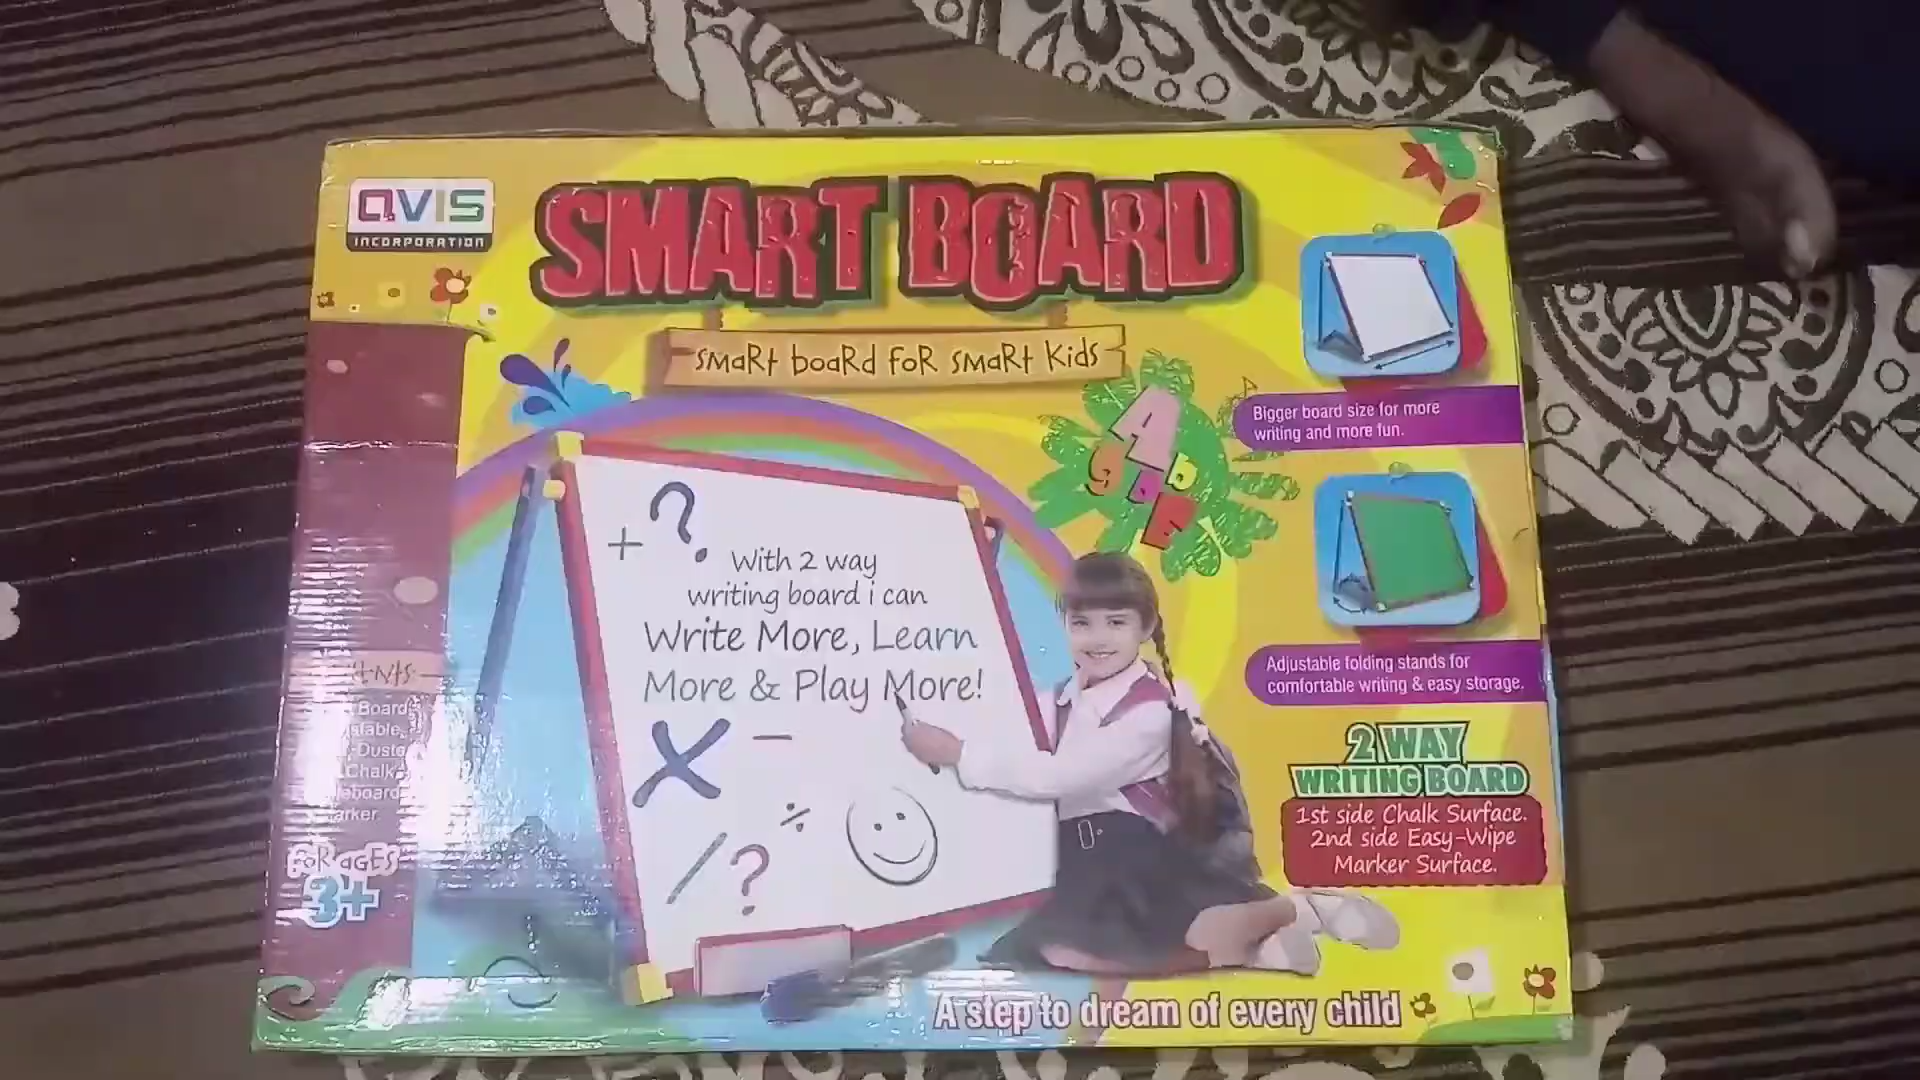 QVIS
INCORPORATION
SMART BOARD
smart board for smart kids
Bigger board size for more
writing and more fun.
A
E
+ ?
With 2 way
writing board i can
Write More, Learn
More & Play More!
X −
÷
/ ?
Adjustable folding stands for
comfortable writing & easy storage.
2 WAY
WRITING BOARD
1st side Chalk Surface.
2nd side Easy-Wipe
Marker Surface.
Board
Chalk
FOR AGES
3+
A step to dream of every child